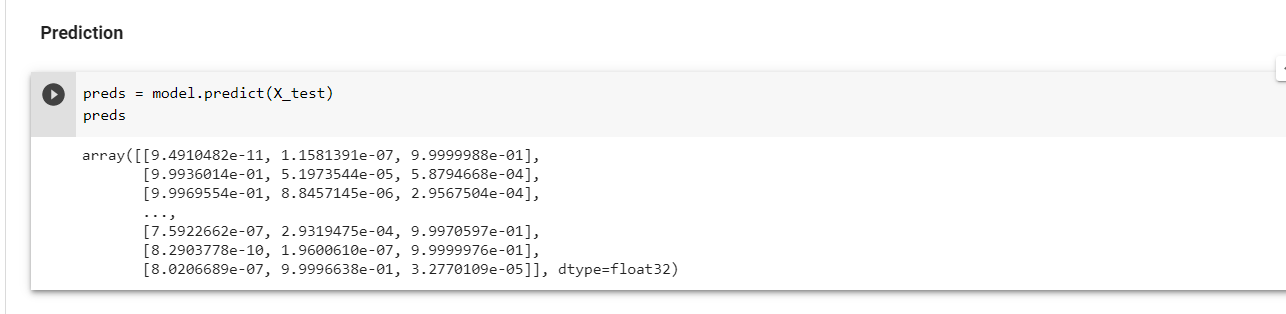 Prediction
preds = model.predict(X_test)
preds
array([[9.4910482e-11, 1.1581391e-07, 9.9999988e-01],
[9.9936014e-01, 5.1973544e-05, 5.8794668e-04],
[9.9969554e-01, 8.8457145e-06, 2.9567504e-04],
...,
[7.5922662e-07, 2.9319475e-04, 9.9970597e-01],
[8.2903778e-10, 1.9600610e-07, 9.9999976e-01],
[8.0206689e-07, 9.9996638e-01, 3.2770109e-05]], dtype=float32)